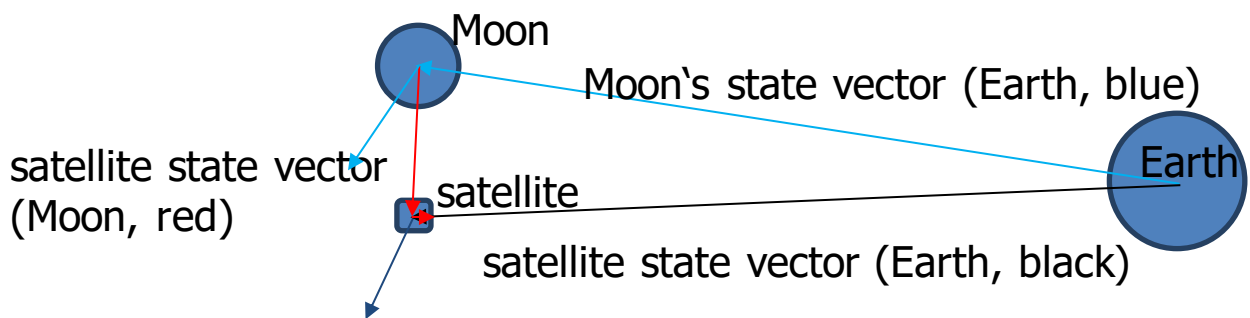 Moon
Moon‘s state vector (Earth, blue)
Earth
satellite state vector
(Moon, red)
satellite
satellite state vector (Earth, black)